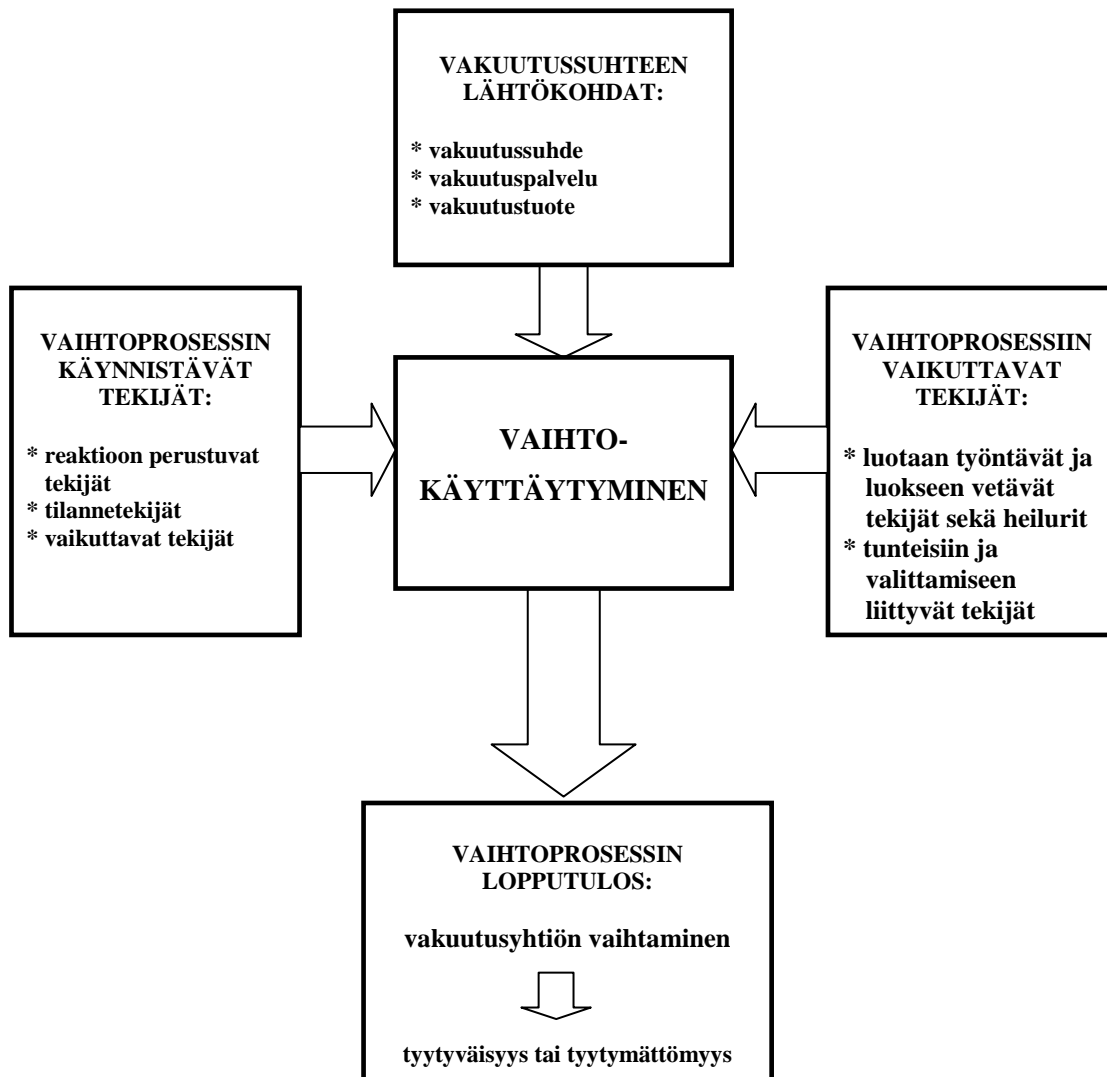 VAKUUTUSSUHTEEN
LÄHTÖKOHDAT:
* vakuutussuhde
* vakuutuspalvelu
* vakuutustuote
VAIHTOPROSESSIN
KÄYNNISTÄVÄT
TEKIJÄT:
* reaktioon perustuvat
tekijät
* tilannetekijät
* vaikuttavat tekijät
VAIHTO-
KÄYTTÄYTYMINEN
VAIHTOPROSESSIIN
VAIKUTTAVAT
TEKIJÄT:
* luotaan työntävät ja
luokseen vetävät
tekijät sekä heilurit
* tunteisiin ja
valittamiseen
liittyvät tekijät
VAIHTOPROSESSIN
LOPPUTULOS:
vakuutusyhtiön vaihtaminen
tyytyväisyys tai tyytymättömyys